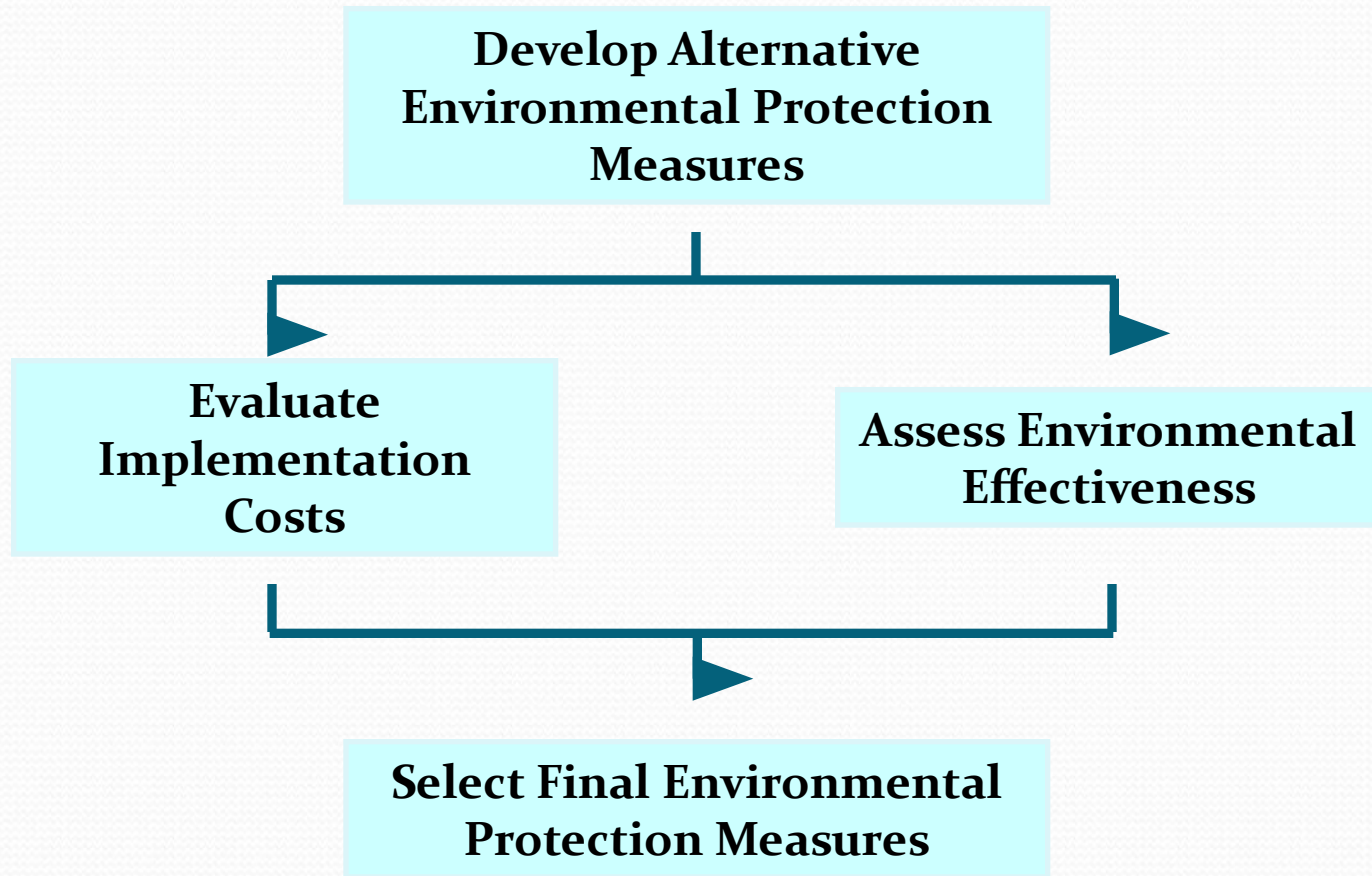 Develop Alternative
Environmental Protection
Measures
Evaluate
Implementation
Costs
Assess Environmental
Effectiveness
Select Final Environmental
Protection Measures